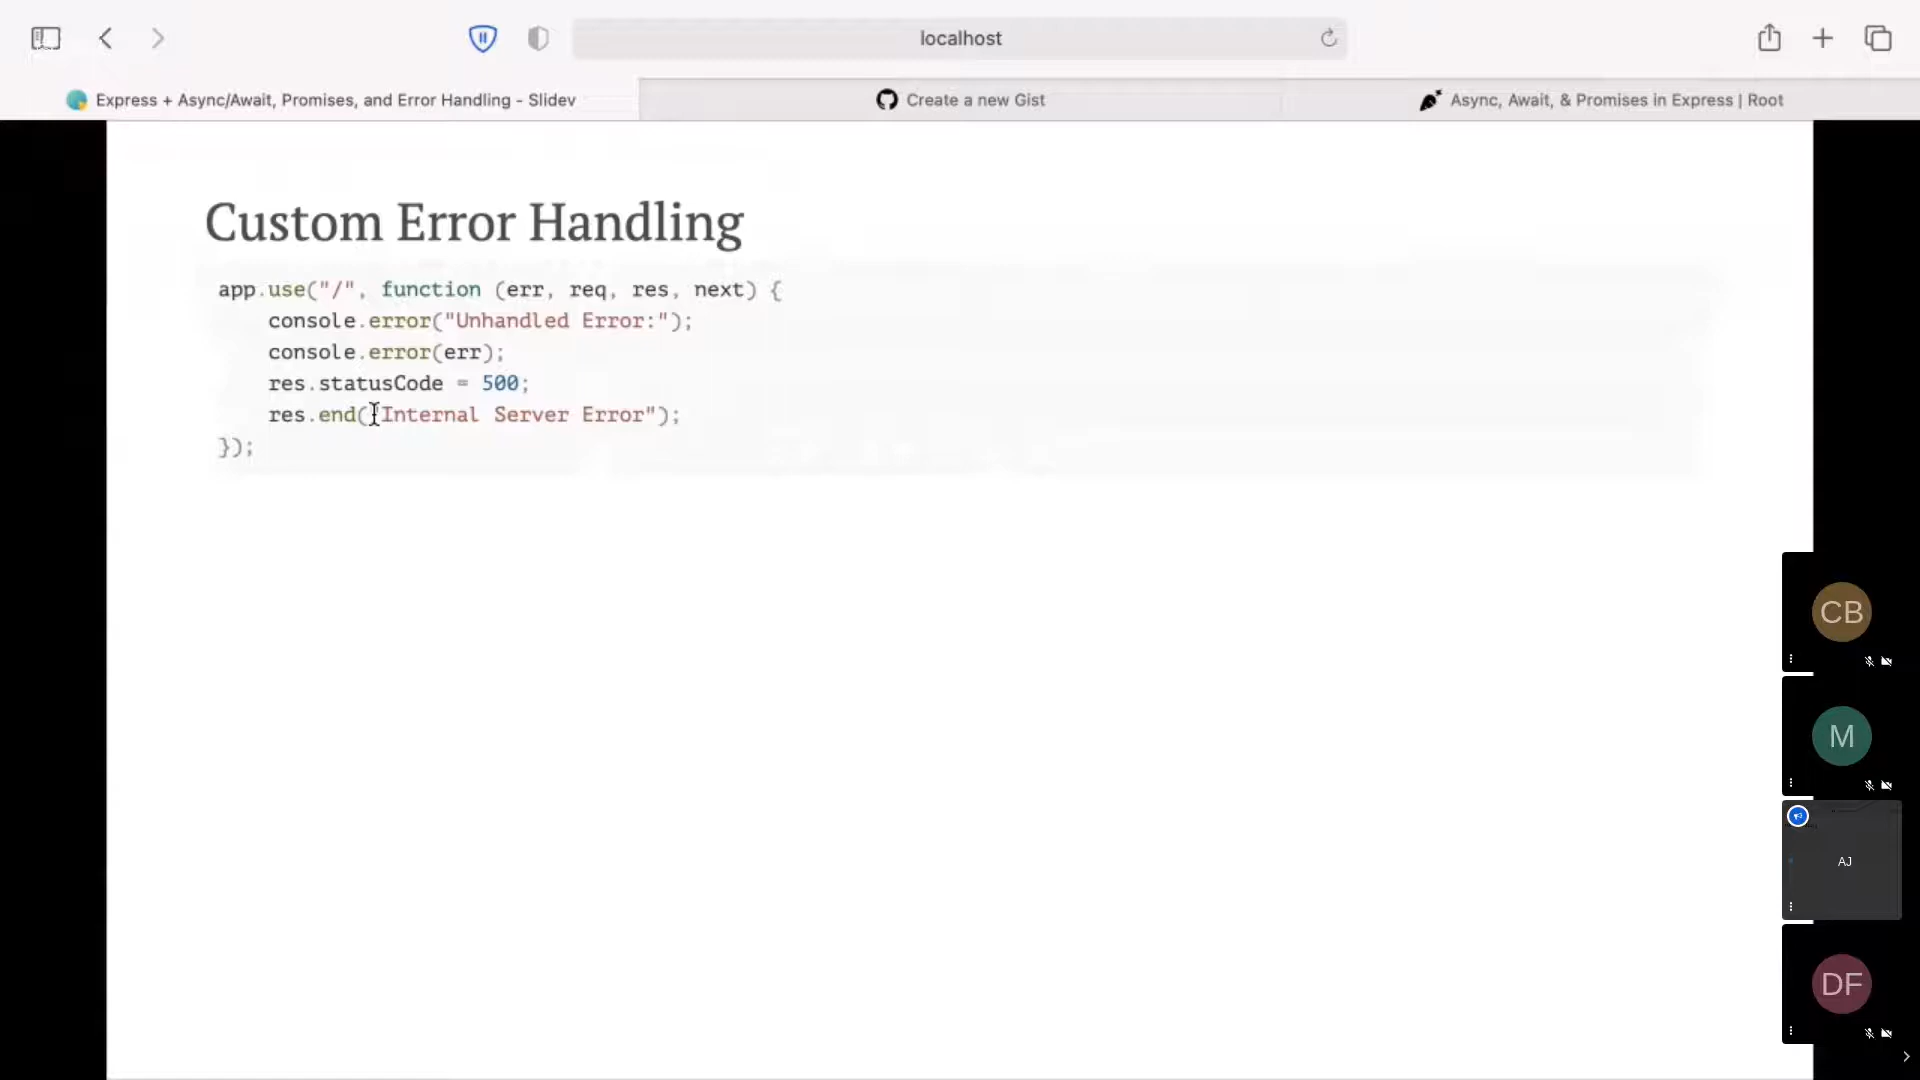 localhost
Express + Async/Await, Promises, and Error Handling - Slidev
Create a new Gist
Async, Await, & Promises in Express | Root
Custom Error Handling
app.use("/", function (err, req, res, next) {
    console.error("Unhandled Error:");
    console.error(err);
    res.statusCode = 500;
    res.end("Internal Server Error");
});
CB
M
AJ
DF